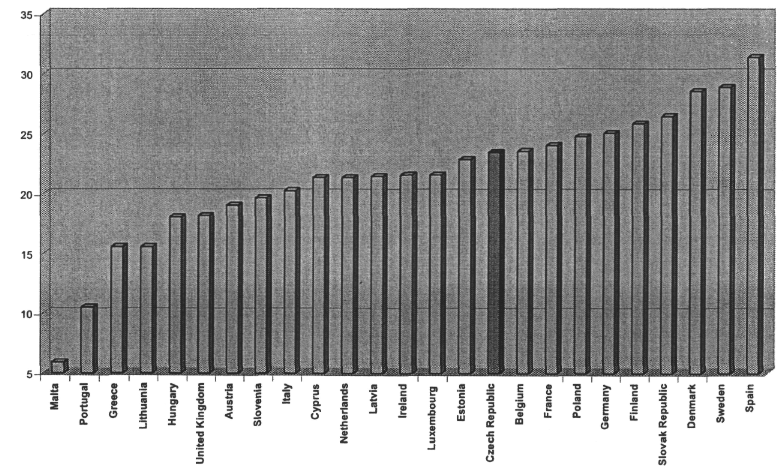 35
30
25
20
15
10
5
Malta
Portugal
Greece
Lithuania
Hungary
United Kingdom
Austria
Slovenia
Italy
Cyprus
Netherlands
Latvia
Ireland
Luxembourg
Estonia
Czech Republic
Belgium
France
Poland
Germany
Finland
Slovak Republic
Denmark
Sweden
Spain